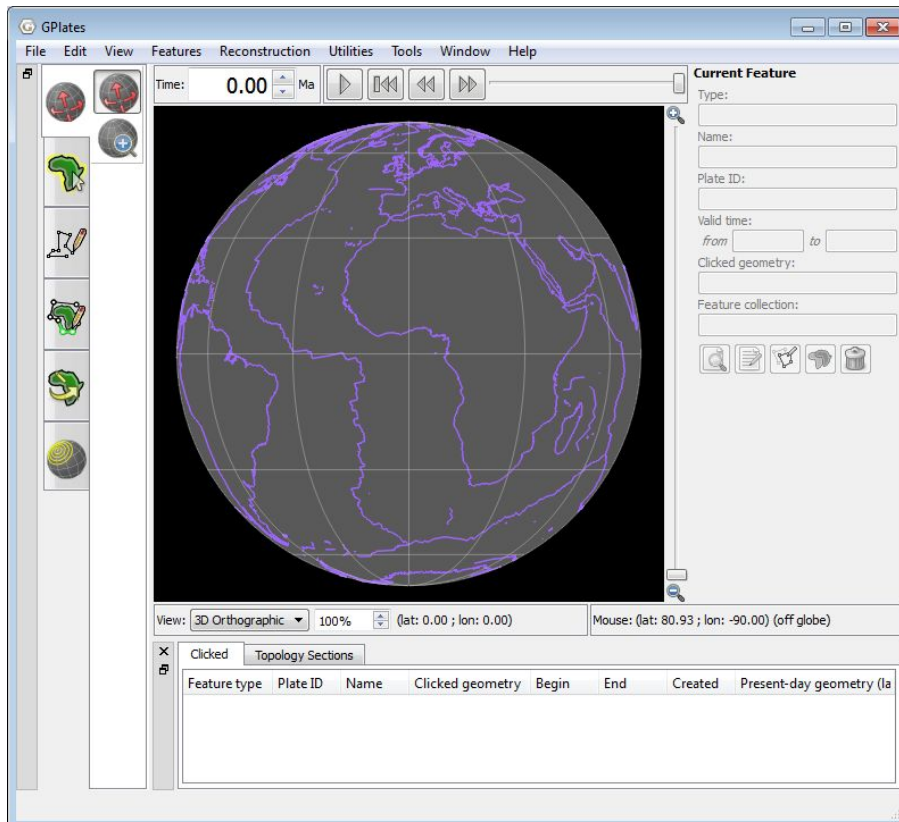 GPlates
File Edit View Features Reconstruction Utilities Tools Window Help
Time: 0.00 Ma
Current Feature
Type:
Name:
Plate ID:
Valid time:
from to
Clicked geometry:
Feature collection:
View: 3D Orthographic 100% (lat: 0.00 ; lon: 0.00) Mouse: (lat: 80.93 ; lon: -90.00) (off globe)
Clicked Topology Sections
Feature type Plate ID Name Clicked geometry Begin End Created Present-day geometry (la